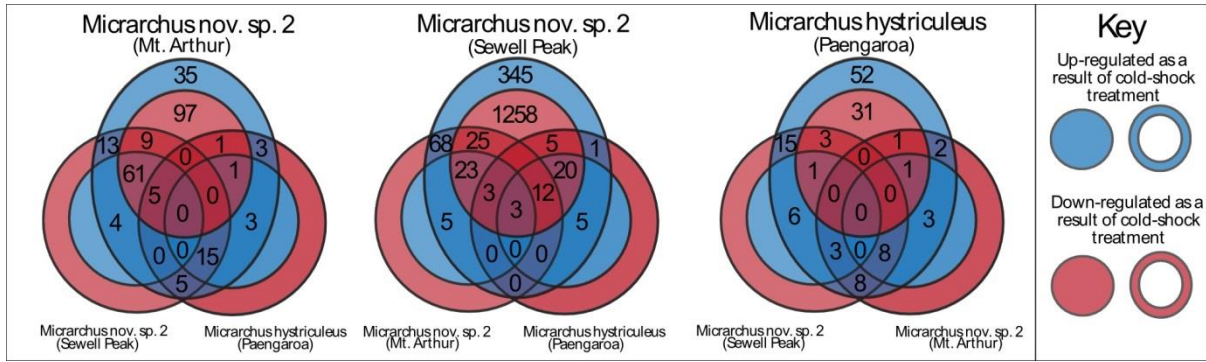 Micrarchus nov. sp. 2
(Mt. Arthur)
35
97
13
9
1
3
0
61
1
5
0
4
0
3
0
0
15
5
Micrarchus nov. sp. 2
(Sewell Peak)
Micrarchus hystriculeus
(Paengaroa)
Micrarchus nov. sp. 2
(Sewell Peak)
345
1258
68
25
5
1
23
20
3
12
5
3
5
0
0
0
0
Micrarchus nov. sp. 2
(Mt. Arthur)
Micrarchus hystriculeus
(Paengaroa)
Micrarchus hystriculeus
(Paengaroa)
52
31
15
3
1
2
0
1
1
0
0
6
0
3
3
0
8
8
Micrarchus nov. sp. 2
(Sewell Peak)
Micrarchus nov. sp. 2
(Mt. Arthur)
Key
Up-regulated as a
result of cold-shock
treatment
Down-regulated as a
result of cold-shock
treatment